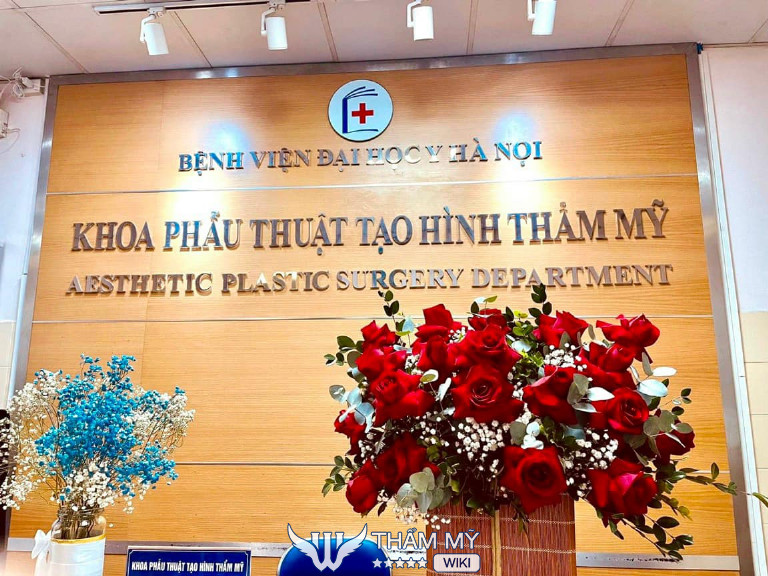 BỆNH VIỆN ĐẠI HỌC Y HÀ NỘI
KHOA PHẪU THUẬT TẠO HÌNH THẨM MỸ
AESTHETIC PLASTIC SURGERY DEPARTMENT
KHOA PHẪU THUẬT TẠO HÌNH THẨM MỸ
W THẨM MỸ
WIKI